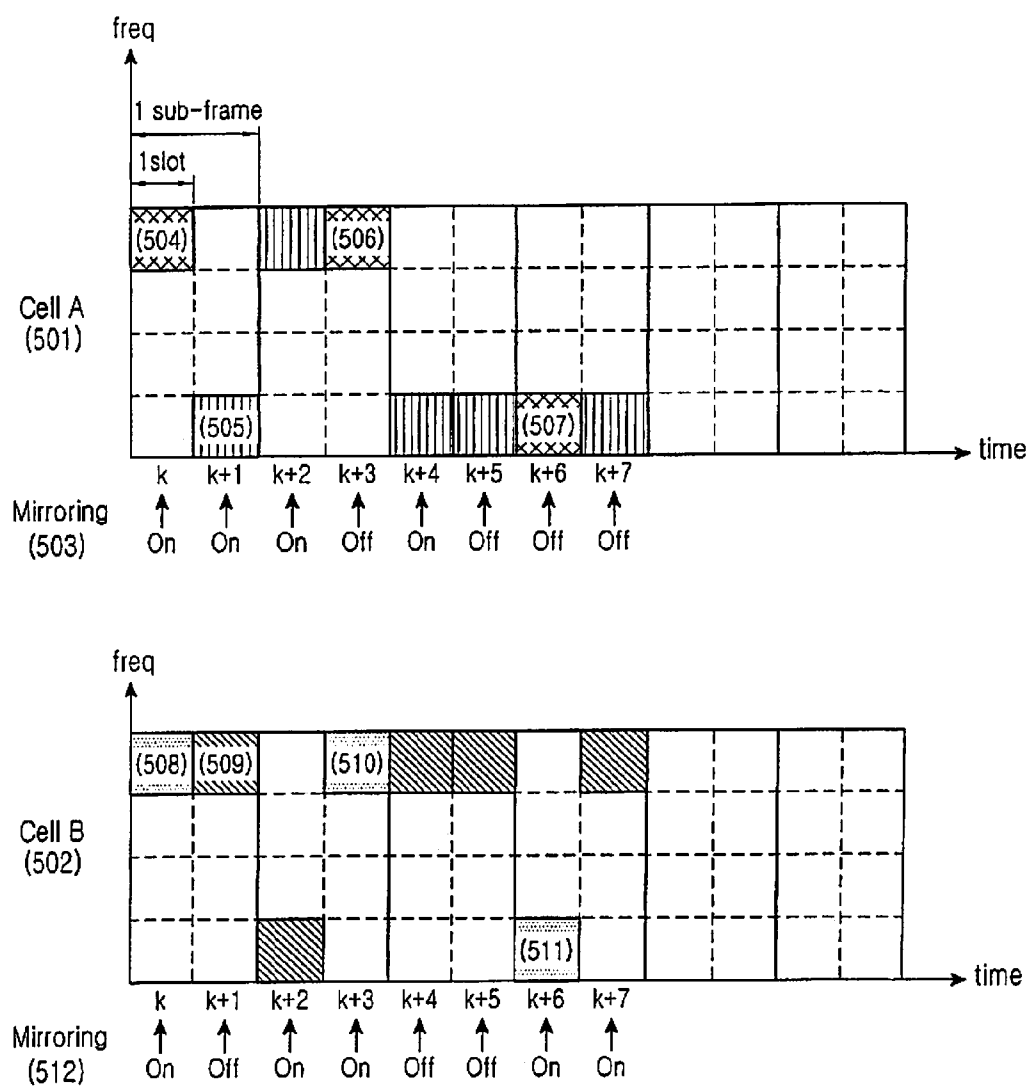 freq
1 sub-frame
1slot
(504)
(506)
Cell A
(501)
(505)
(507)
time
k k+1 k+2 k+3 k+4 k+5 k+6 k+7
Mirroring
(503)
On On On Off On Off Off Off
freq
(508) (509) (510)
Cell B
(502)
(511)
time
k k+1 k+2 k+3 k+4 k+5 k+6 k+7
Mirroring
(512)
On Off On On Off Off On On